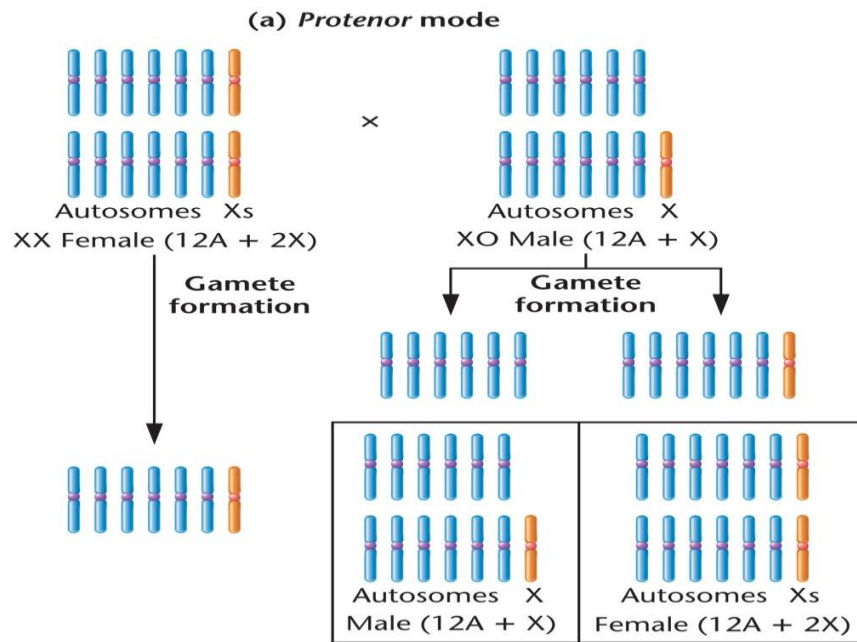 (a) Protenor mode
×
Autosomes Xs
XX Female (12A + 2X)
Autosomes X
XO Male (12A + X)
Gamete
formation
Gamete
formation
Autosomes X
Male (12A + X)
Autosomes Xs
Female (12A + 2X)